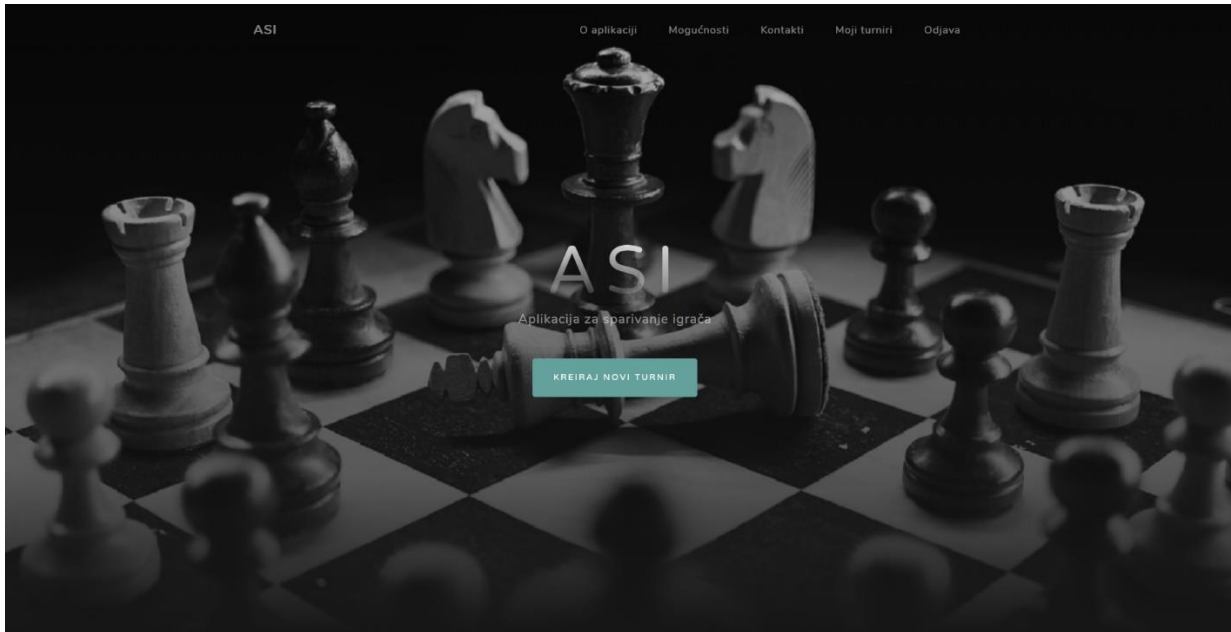 ASI
O aplikaciji Mogućnosti Kontakti Moji turniri Odjava
ASI
Aplikacija za sparivanje igrača
KREIRAJ NOVI TURNIR